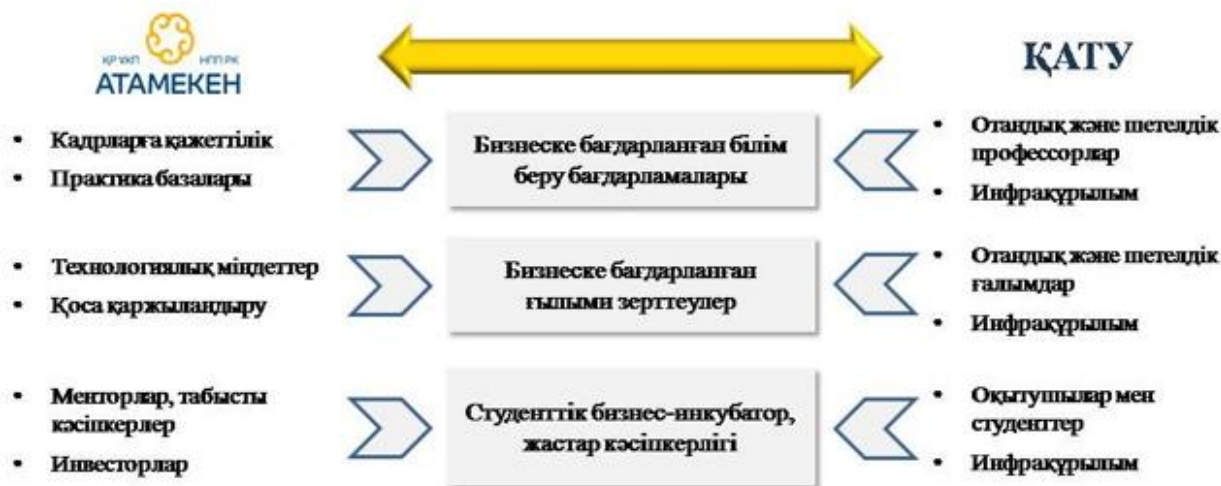 ҚР ҰКП НПП РК
АТАМЕКЕН
ҚАТУ
• Кадрларға қажеттілік
• Практика базалары
Бизнеске бағдарланған білім
беру бағдарламалары
• Отандық және шетелдік
профессорлар
• Инфрақұрылым
• Технологиялық міндеттер
• Қоса қаржыландыру
Бизнеске бағдарланған
ғылыми зерттеулер
• Отандық және шетелдік
ғалымдар
• Инфрақұрылым
• Менторлар, табысты
кәсіпкерлер
• Инвесторлар
Студенттік бизнес-инкубатор,
жастар кәсіпкерлігі
• Оқытушылар мен
студенттер
• Инфрақұрылым